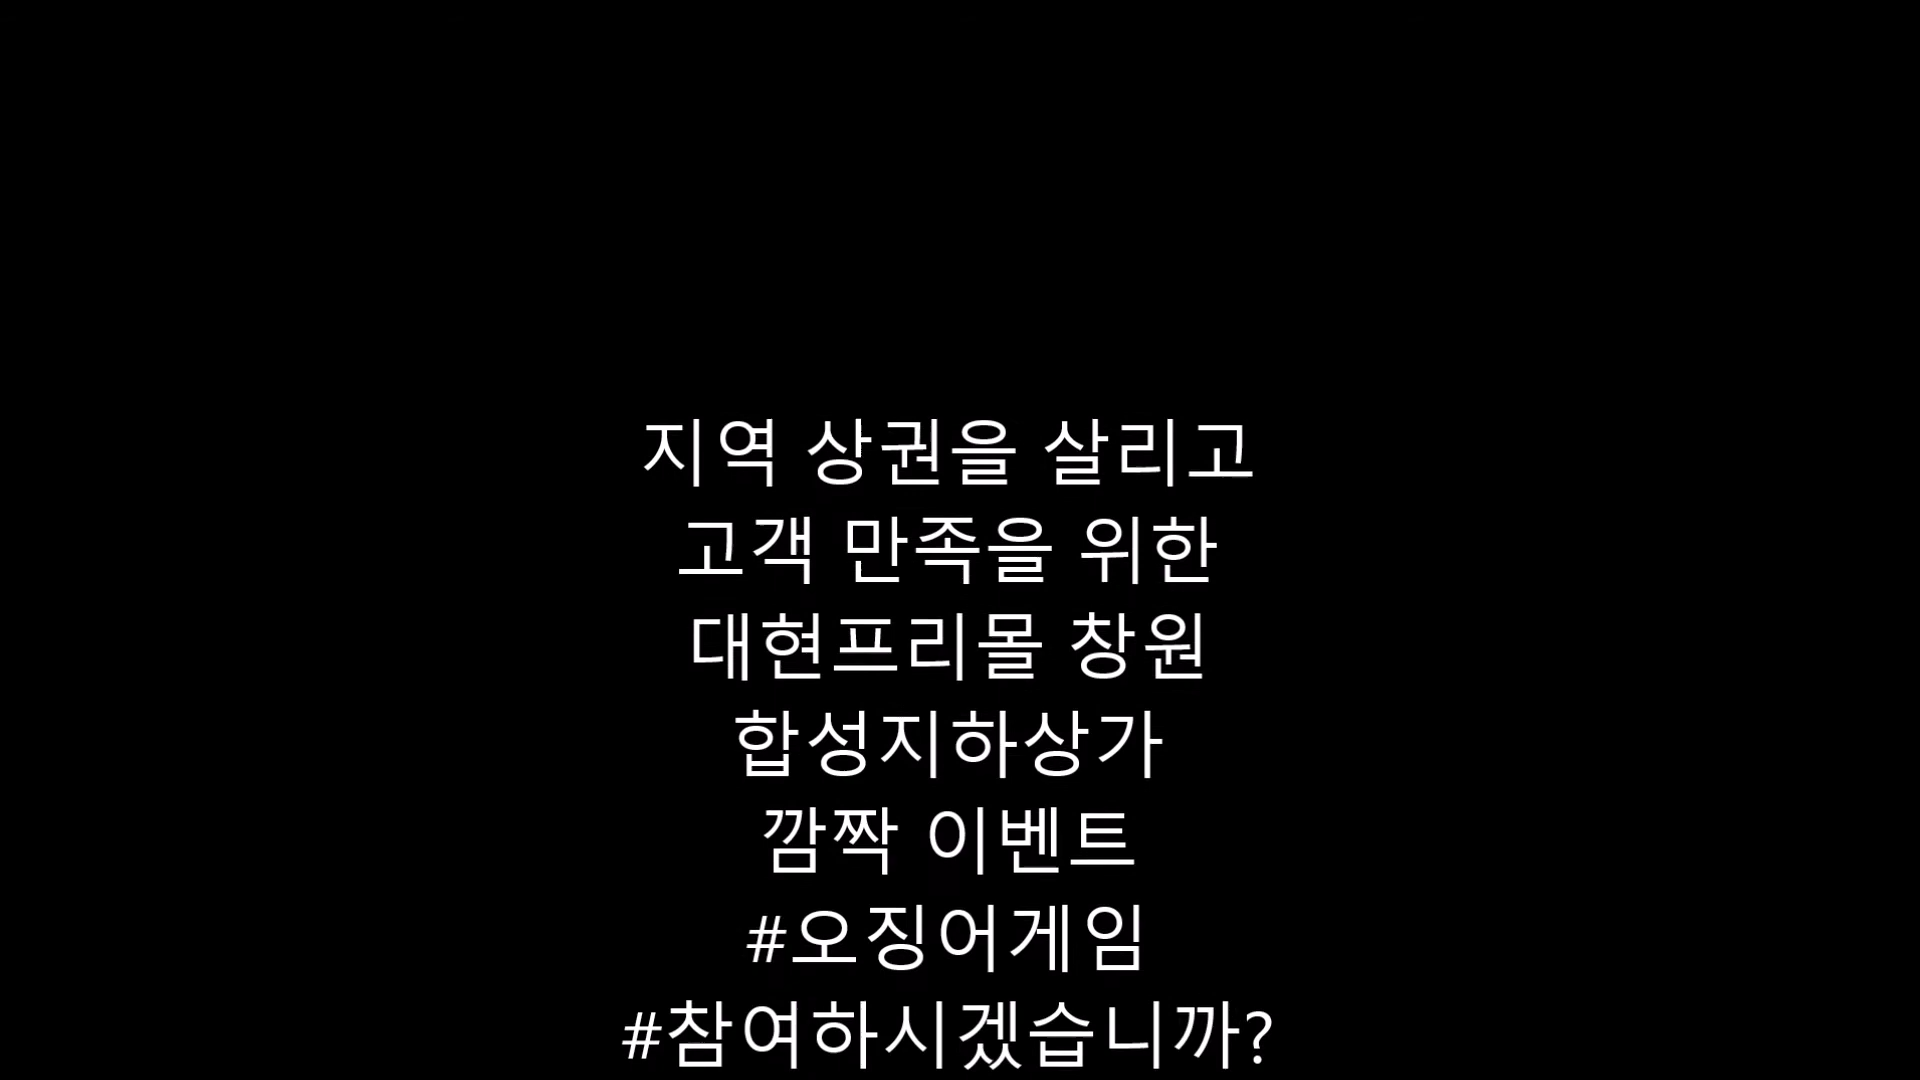 지역 상권을 살리고
고객 만족을 위한
대현프리몰 창원
합성지하상가
깜짝 이벤트
#오징어게임
#참여하시겠습니까?